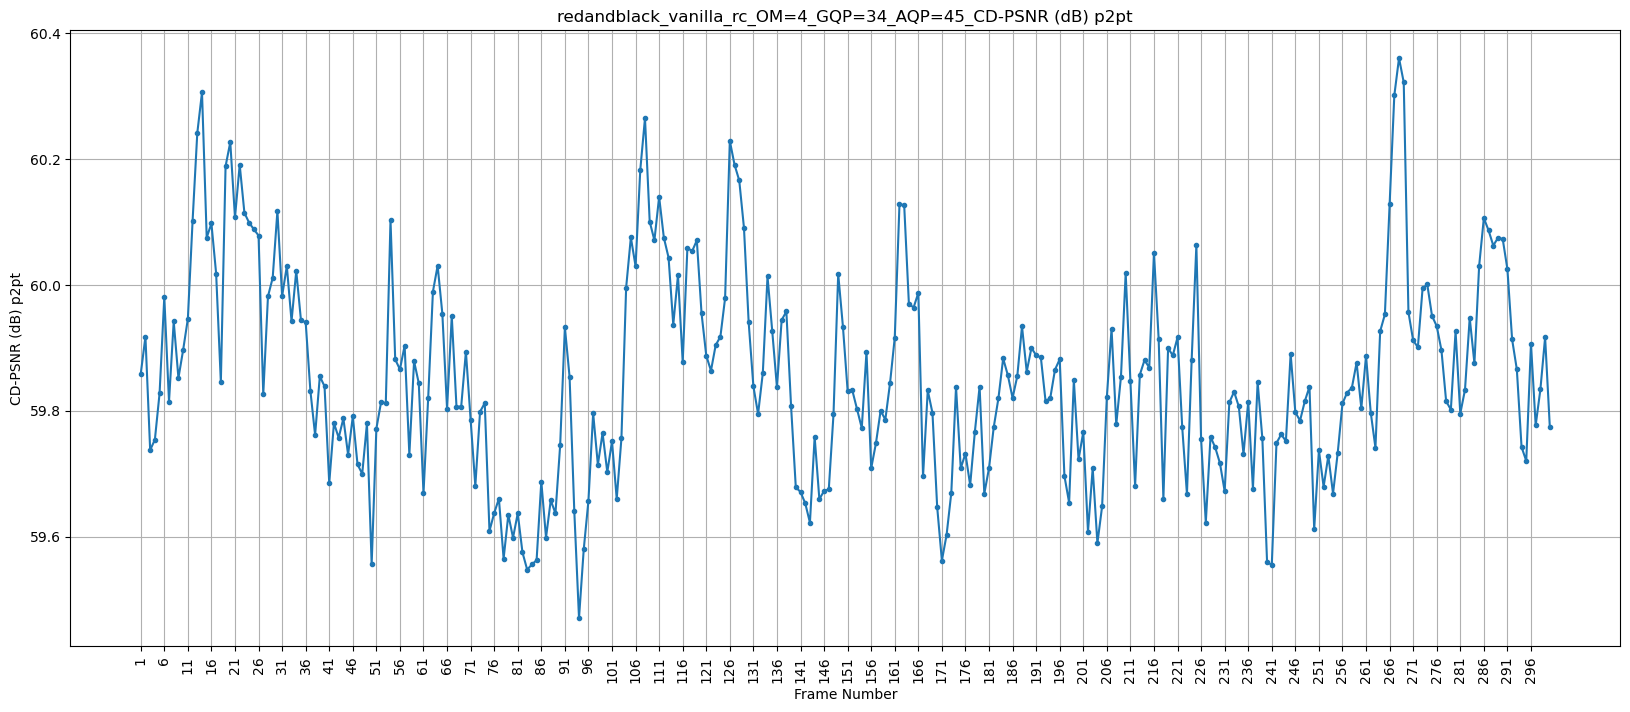 redandblack_vanilla_rc_OM=4_GQP=34_AQP=45_CD-PSNR (dB) p2pt
60.4
60.2
60.0
59.8
59.6
CD-PSNR (dB) p2pt
1 6 11 16 21 26 31 36 41 46 51 56 61 66 71 76 81 86 91 96 101 106 111 116 121 126 131 136 141 146 151 156 161 166 171 176 181 186 191 196 201 206 211 216 221 226 231 236 241 246 251 256 261 266 271 276 281 286 291 296
Frame Number